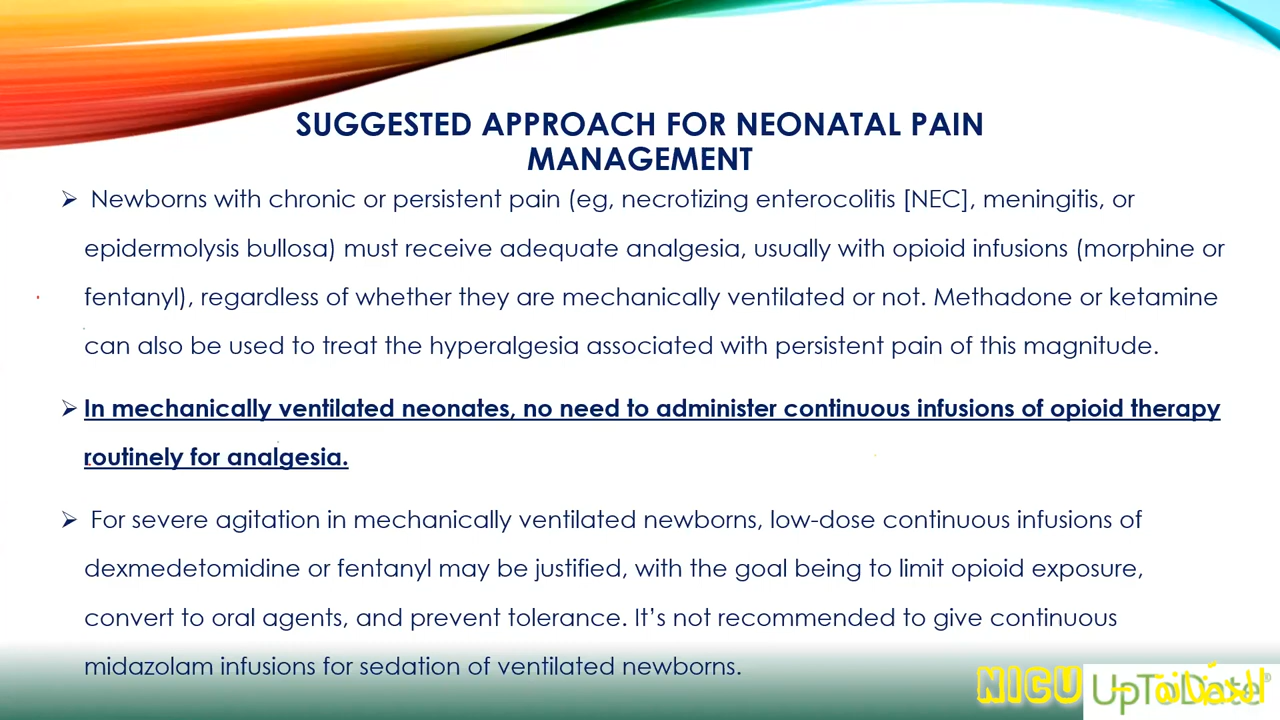 SUGGESTED APPROACH FOR NEONATAL PAIN
MANAGEMENT
➢ Newborns with chronic or persistent pain (eg, necrotizing enterocolitis [NEC], meningitis, or
epidermolysis bullosa) must receive adequate analgesia, usually with opioid infusions (morphine or
fentanyl), regardless of whether they are mechanically ventilated or not. Methadone or ketamine
can also be used to treat the hyperalgesia associated with persistent pain of this magnitude.
➢ In mechanically ventilated neonates, no need to administer continuous infusions of opioid therapy
routinely for analgesia.
➢ For severe agitation in mechanically ventilated newborns, low-dose continuous infusions of
dexmedetomidine or fentanyl may be justified, with the goal being to limit opioid exposure,
convert to oral agents, and prevent tolerance. It’s not recommended to give continuous
midazolam infusions for sedation of ventilated newborns.
NICU – الحضانة
UpToDate®